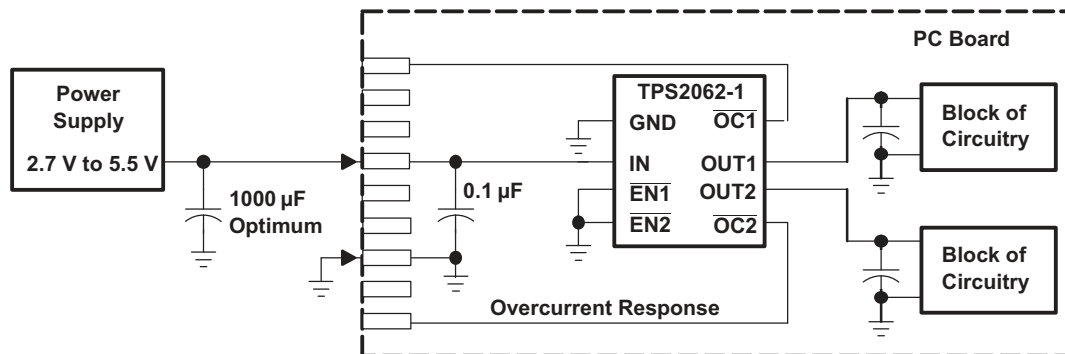 PC Board
Power
Supply
2.7 V to 5.5 V
1000 µF
Optimum
0.1 µF
TPS2062-1
GND
OC1
IN
OUT1
EN1
OUT2
EN2
OC2
Block of
Circuitry
Block of
Circuitry
Overcurrent Response